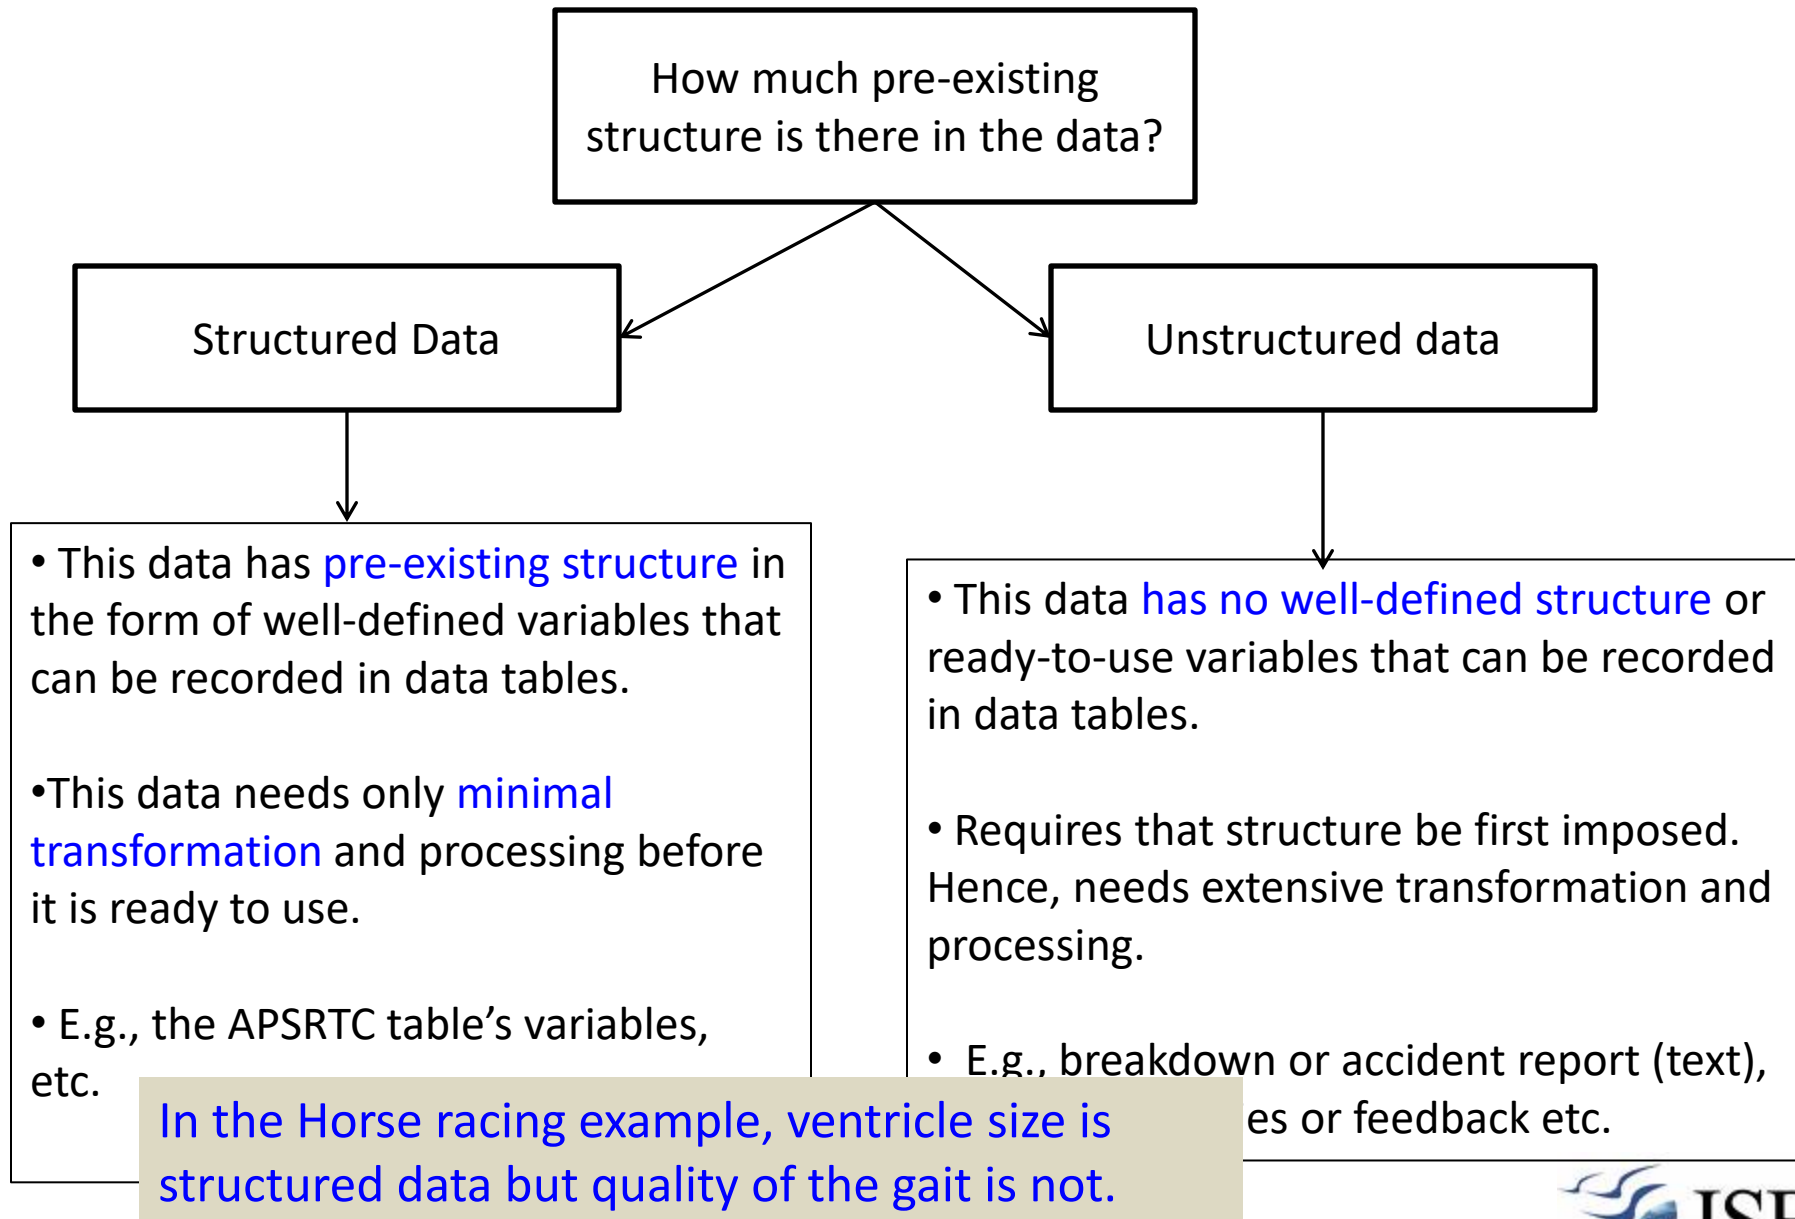 How much pre-existing
structure is there in the data?
Structured Data
Unstructured data
• This data has pre-existing structure in
the form of well-defined variables that
can be recorded in data tables.
•This data needs only minimal
transformation and processing before
it is ready to use.
• E.g., the APSRTC table’s variables,
etc.
• This data has no well-defined structure or
ready-to-use variables that can be recorded
in data tables.
• Requires that structure be first imposed.
Hence, needs extensive transformation and
processing.
• E.g., breakdown or accident report (text),
or feedback etc.
In the Horse racing example, ventricle size is
structured data but quality of the gait is not.